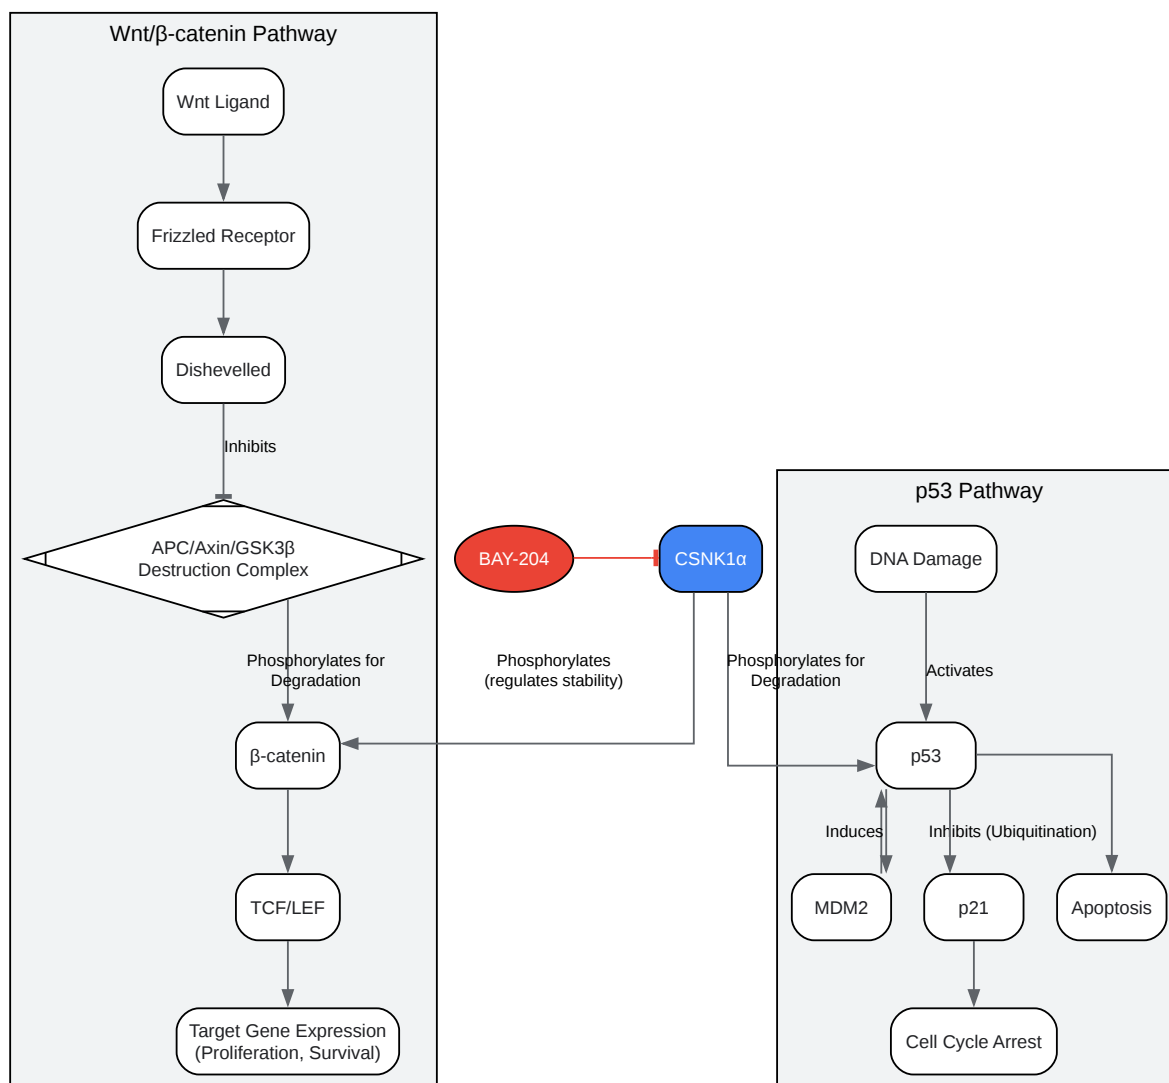 Wnt/β-catenin Pathway
Wnt Ligand
Frizzled Receptor
Dishevelled
Inhibits
APC/Axin/GSK3β
Destruction Complex
Phosphorylates for
Degradation
β-catenin
TCF/LEF
Target Gene Expression
(Proliferation, Survival)
BAY-204
CSNK1α
Phosphorylates
(regulates stability)
Phosphorylates for
Degradation
p53 Pathway
DNA Damage
Activates
p53
Induces
Inhibits (Ubiquitination)
MDM2
p21
Apoptosis
Cell Cycle Arrest